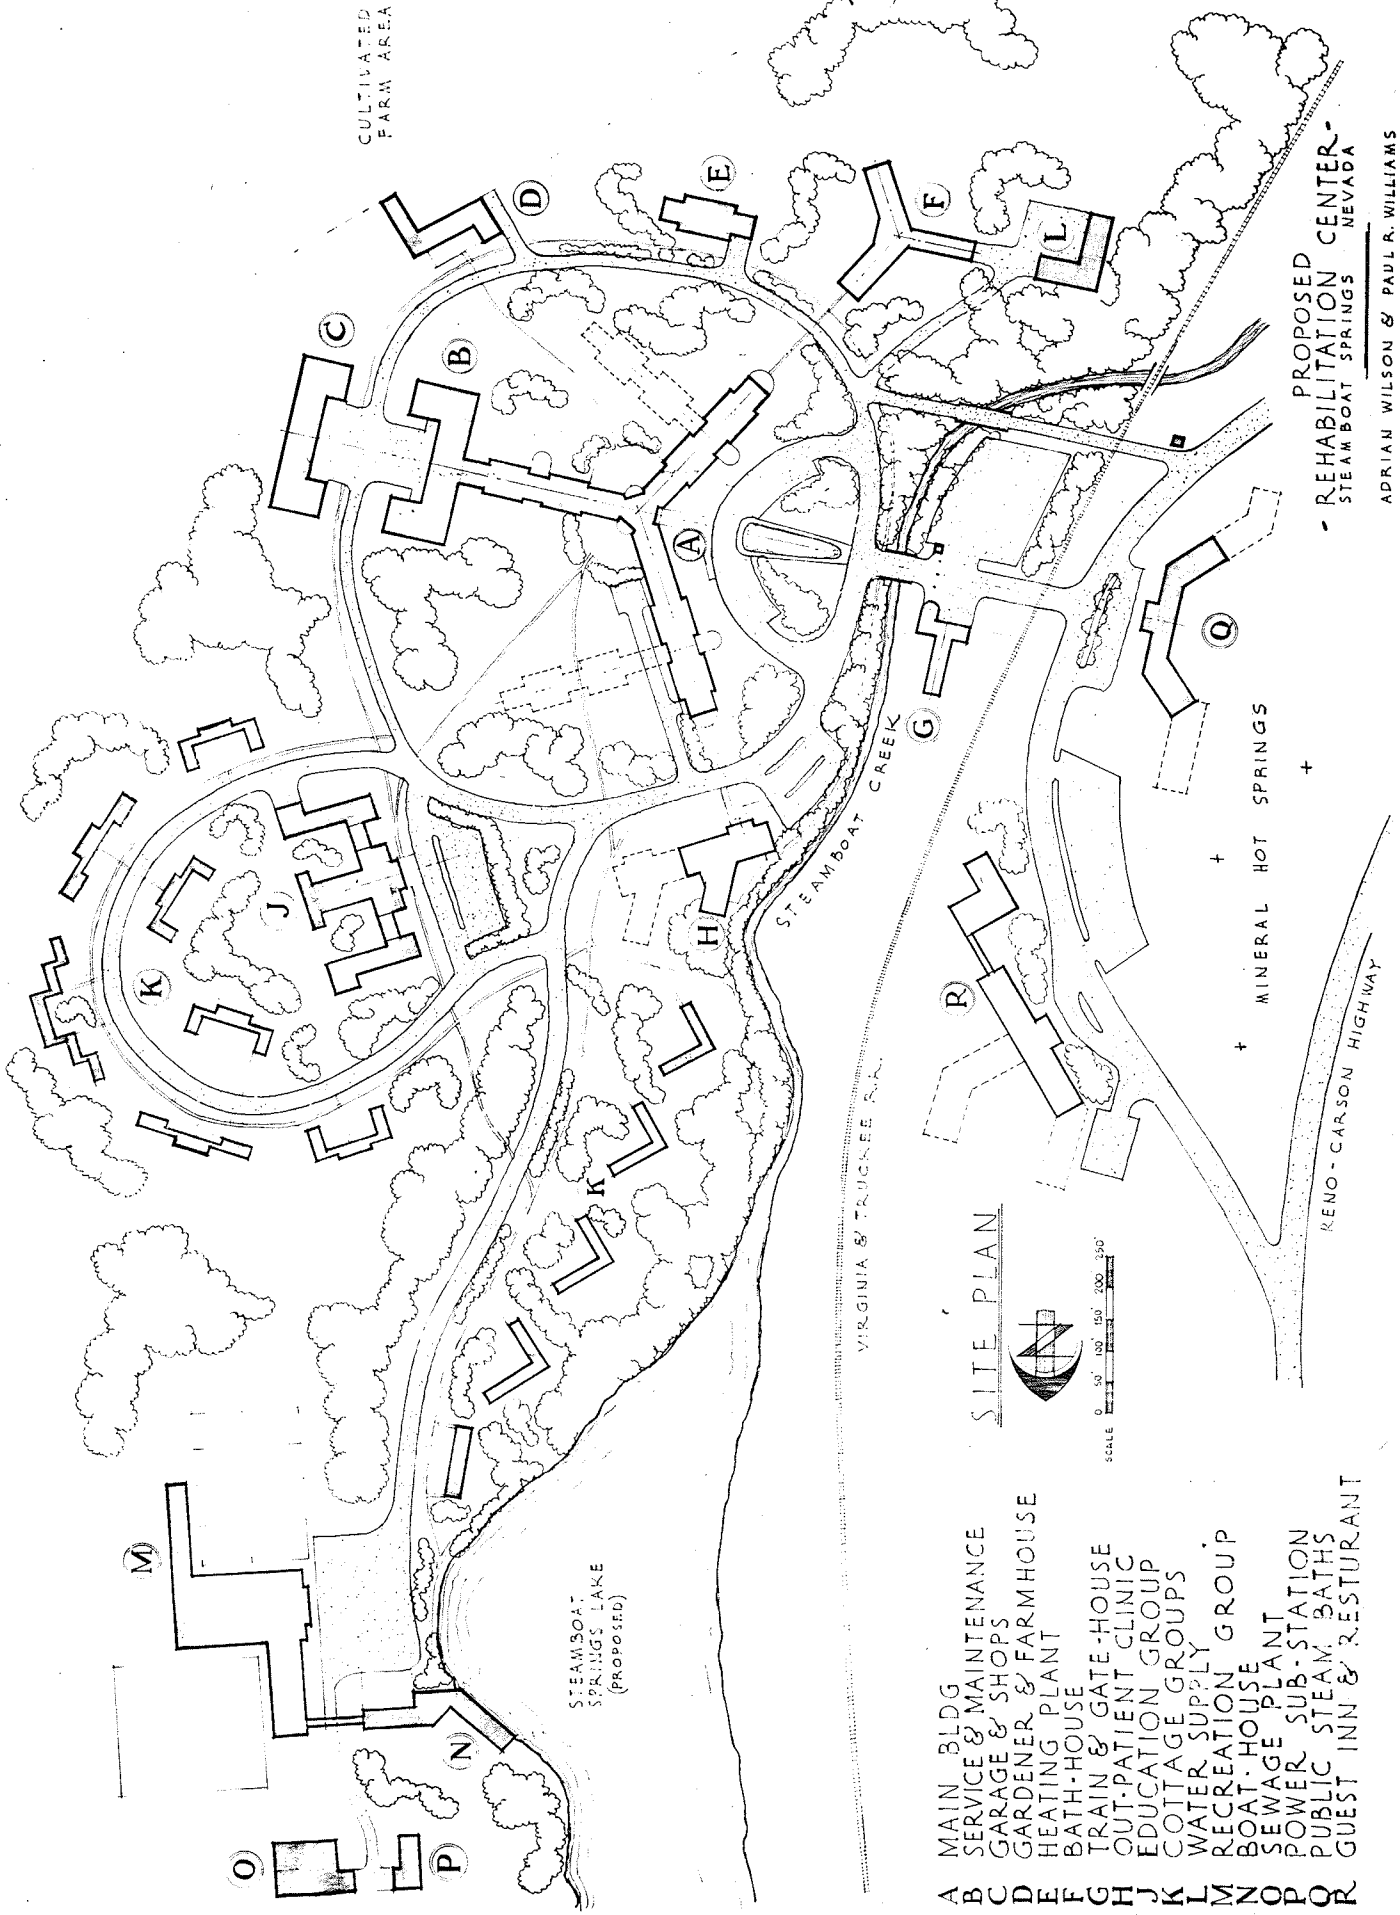 CULTIVATED
FARM AREA
C
D
B
E
F
L
A
K
J
H
G
Q
STEAMBOAT CREEK
R
K
MINERAL HOT SPRINGS
VIRGINIA & TRUCKEE R.R.
RENO-CARSON HIGHWAY
M
N
O
P
STEAMBOAT
SPRINGS LAKE
(PROPOSED)
SITE PLAN
N
SCALE 0 50' 100' 150' 200' 250'
A MAIN BLDG
B SERVICE & MAINTENANCE
C GARAGE & SHOPS
D GARDENER & FARMHOUSE
E HEATING PLANT
F BATH-HOUSE
G TRAIN & GATE-HOUSE
H OUT-PATIENT CLINIC
J EDUCATION GROUP
K COTTAGE GROUPS
L WATER SUPPLY
M RECREATION GROUP
N BOAT-HOUSE
O SEWAGE PLANT
P POWER SUB-STATION
Q PUBLIC STEAM BATHS
R GUEST INN & RESTURANT
PROPOSED
- REHABILITATION CENTER -
STEAMBOAT SPRINGS NEVADA
ADRIAN WILSON & PAUL R. WILLIAMS